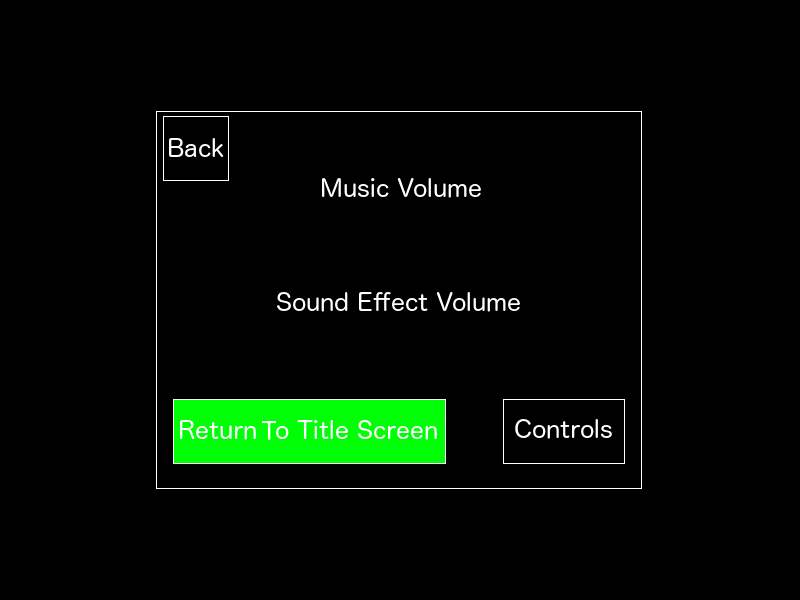 Back
Music Volume
Sound Effect Volume
Return To Title Screen
Controls